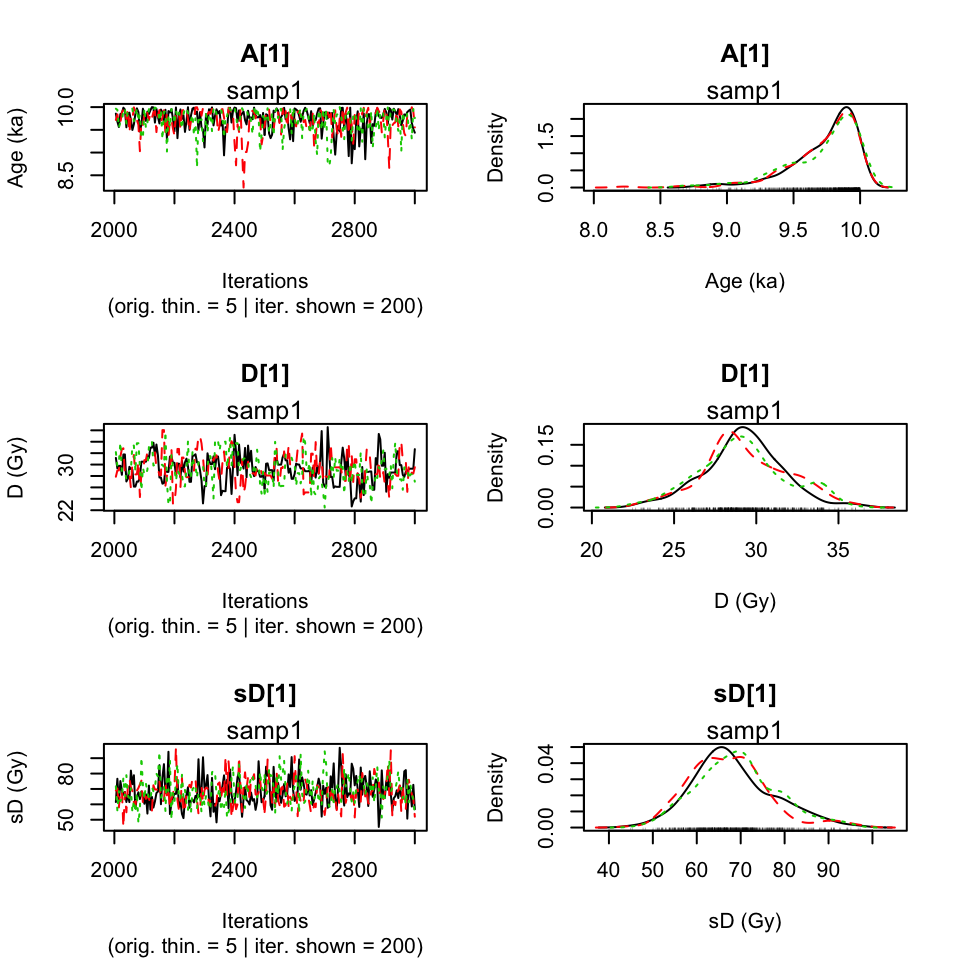 A[1]
samp1
Age (ka)
10.0
8.5
2000 2400 2800
Iterations
(orig. thin. = 5 | iter. shown = 200)
A[1]
samp1
Density
1.5
0.0
8.0 8.5 9.0 9.5 10.0
Age (ka)
D[1]
samp1
D (Gy)
30
22
2000 2400 2800
Iterations
(orig. thin. = 5 | iter. shown = 200)
D[1]
samp1
Density
0.15
0.00
20 25 30 35
D (Gy)
sD[1]
samp1
sD (Gy)
80
50
2000 2400 2800
Iterations
(orig. thin. = 5 | iter. shown = 200)
sD[1]
samp1
Density
0.04
0.00
40 50 60 70 80 90
sD (Gy)